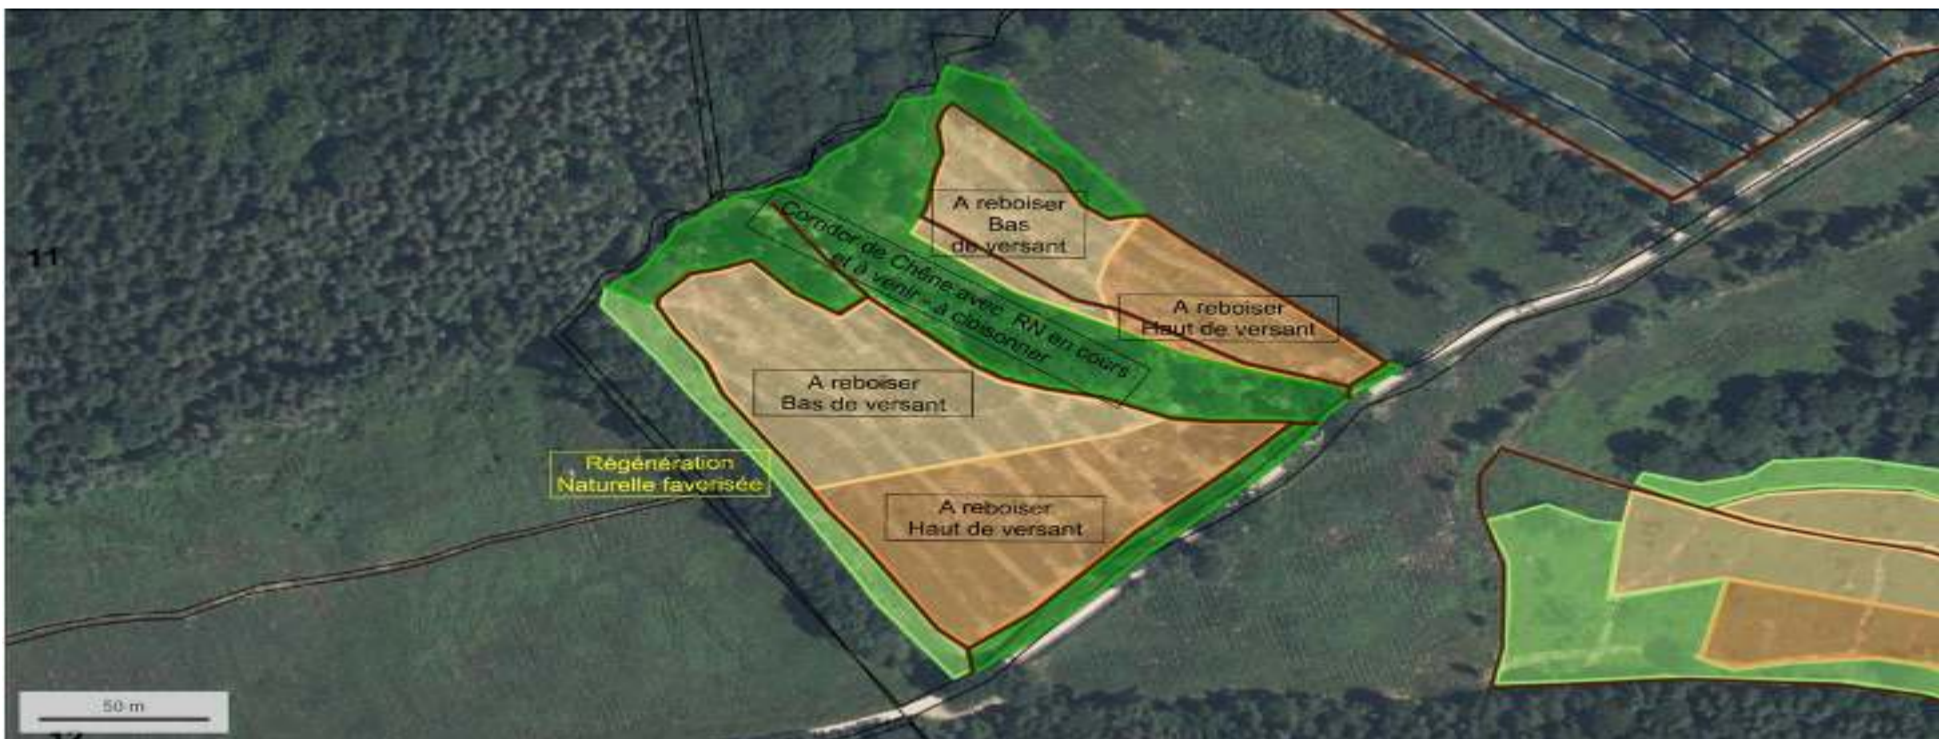 A reboiser
Bas
de versant
11
Corridor de Chêne avec RN en cours
et à venir - à cloisonner
A reboiser
Haut de versant
A reboiser
Bas de versant
Régénération
Naturelle favorisée
A reboiser
Haut de versant
50 m
12